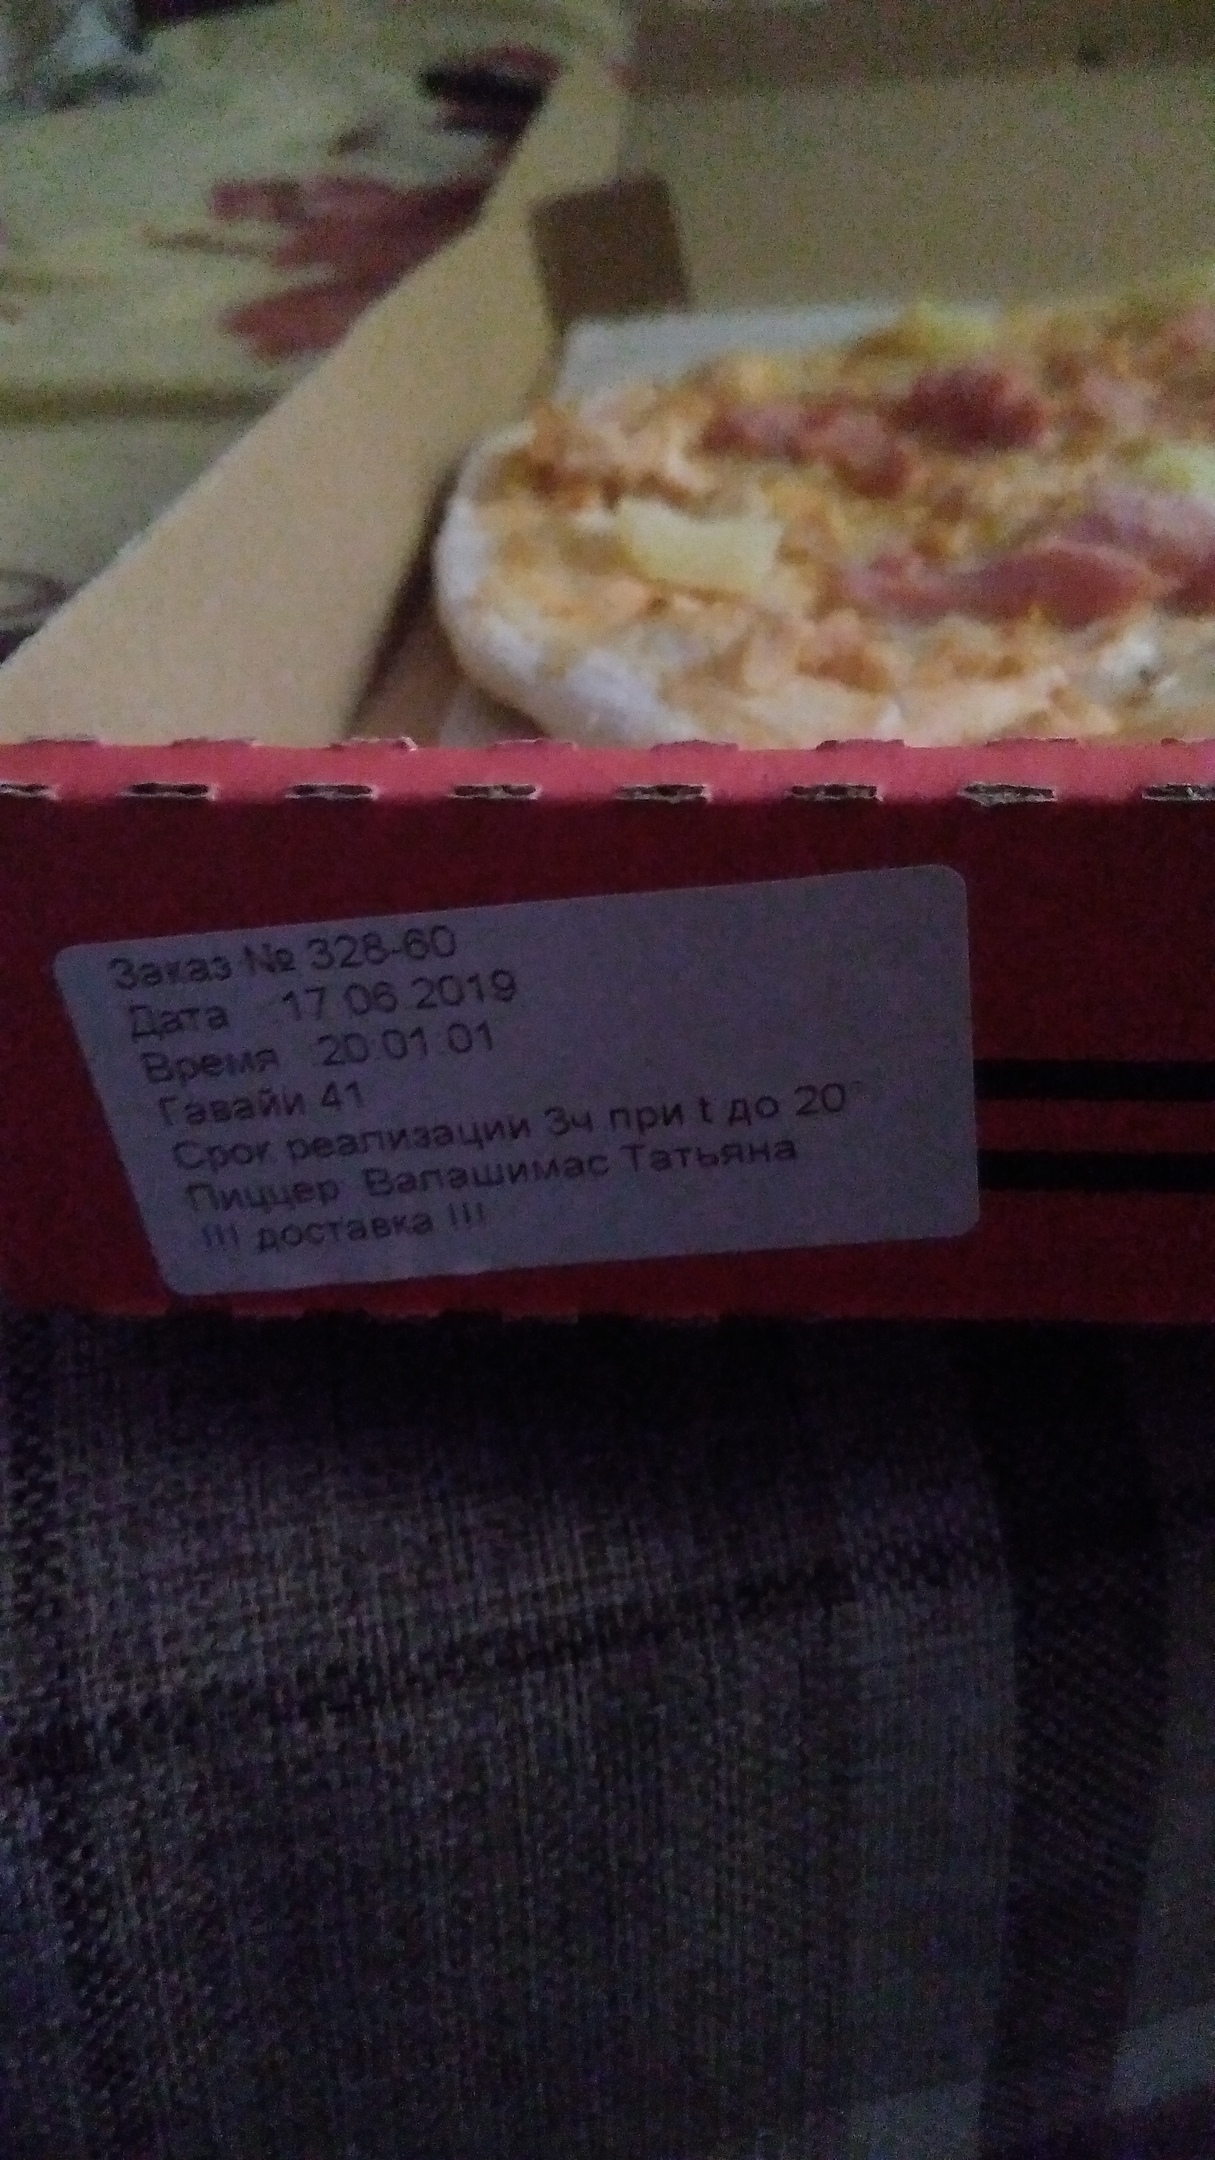 Заказ № 328-60
Дата 17.06.2019
Время 20:01:01
Гавайи 41
Срок реализации 3ч при t до 20°
Пиццер Валашимас Татьяна
!!! доставка !!!